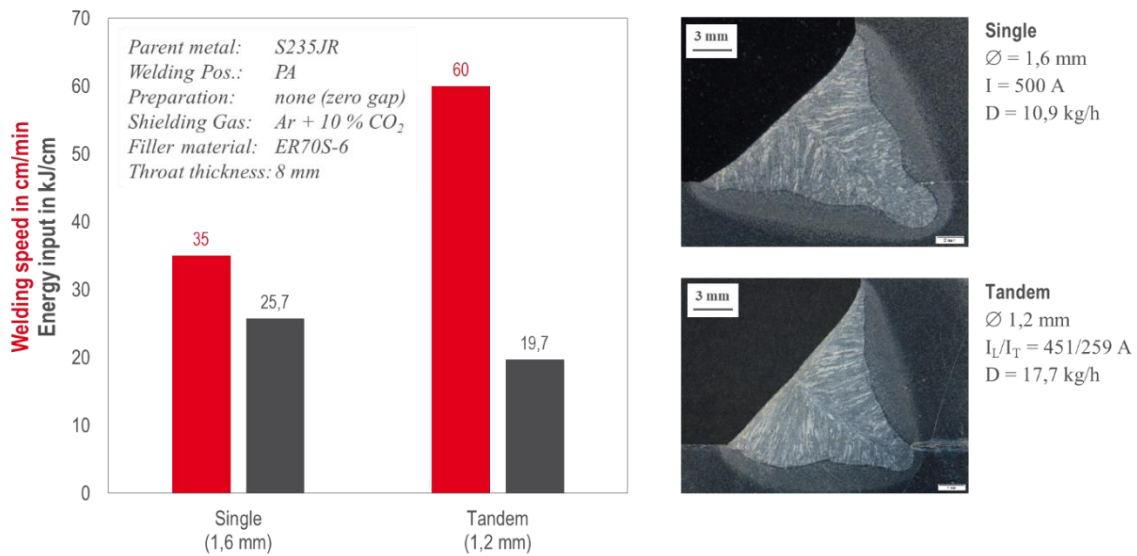 70
60
50
40
30
20
10
0
Welding speed in cm/min
Energy input in kJ/cm
Parent metal: S235JR
Welding Pos.: PA
Preparation: none (zero gap)
Shielding Gas: Ar + 10 % CO₂
Filler material: ER70S-6
Throat thickness: 8 mm
35
25,7
60
19,7
Single
(1,6 mm)
Tandem
(1,2 mm)
3 mm
Single
Ø = 1,6 mm
I = 500 A
D = 10,9 kg/h
3 mm
Tandem
Ø 1,2 mm
I_L/I_T = 451/259 A
D = 17,7 kg/h